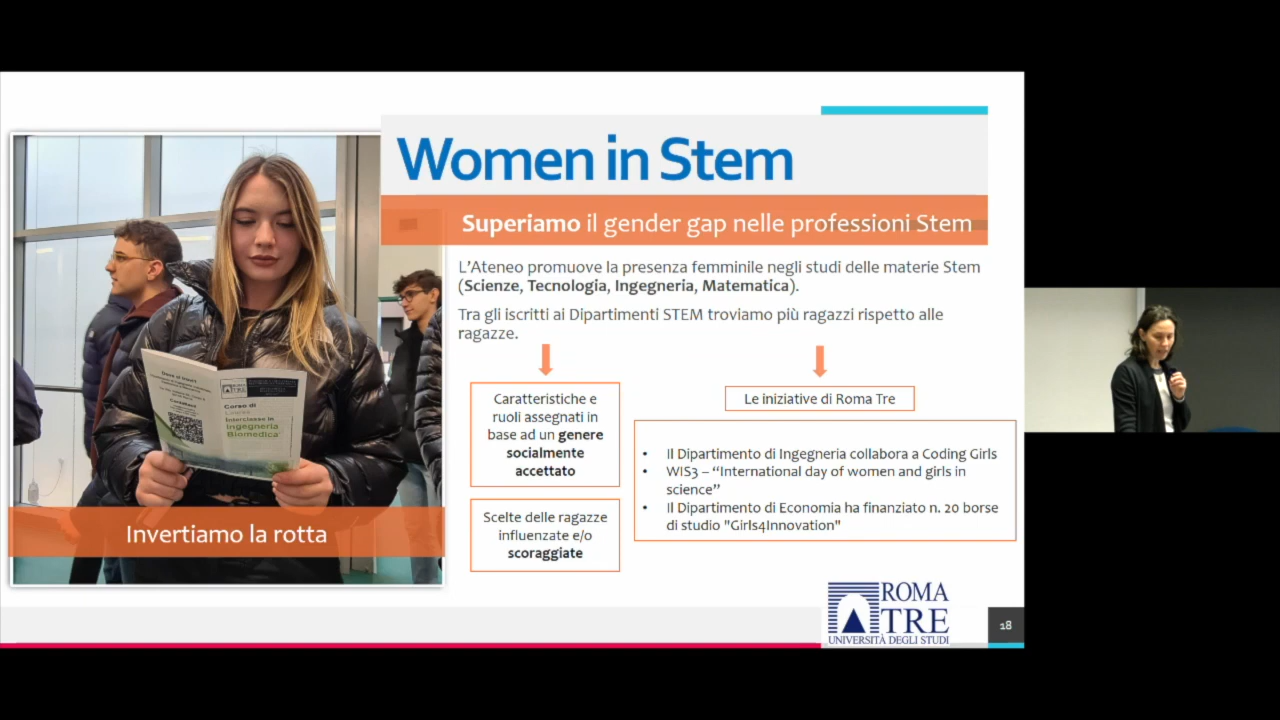 Women in Stem
Superiamo il gender gap nelle professioni Stem
L'Ateneo promuove la presenza femminile negli studi delle materie Stem
(Scienze, Tecnologia, Ingegneria, Matematica).
Tra gli iscritti ai Dipartimenti STEM troviamo più ragazzi rispetto alle
ragazze.
Caratteristiche e
ruoli assegnati in
base ad un genere
socialmente
accettato
Scelte delle ragazze
influenzate e/o
scoraggiate
Le iniziative di Roma Tre
• Il Dipartimento di Ingegneria collabora a Coding Girls
• WIS3 – “International day of women and girls in
science”
• Il Dipartimento di Economia ha finanziato n. 20 borse
di studio "Girls4Innovation"
Corso di
Laurea
Interclasse in
Ingegneria
Biomedica
Invertiamo la rotta
ROMA
TRE
UNIVERSITÀ DEGLI STUDI
18